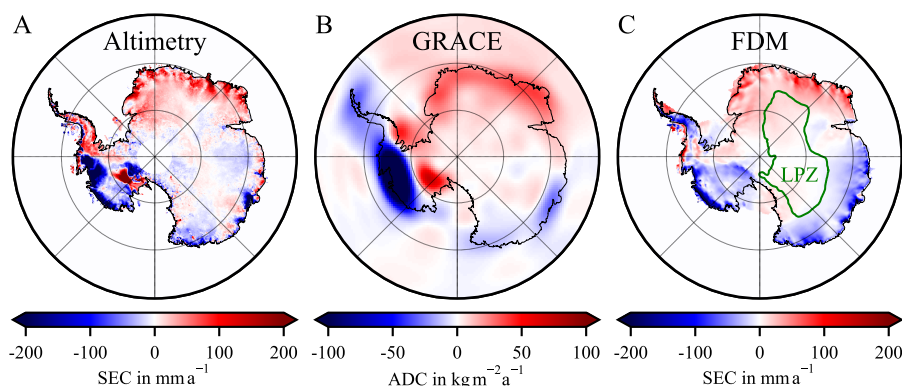 A
Altimetry
B
GRACE
C
FDM
LPZ
-200 -100 0 100 200
SEC in mm a⁻¹
-100 -50 0 50 100
ADC in kg m⁻² a⁻¹
-200 -100 0 100 200
SEC in mm a⁻¹